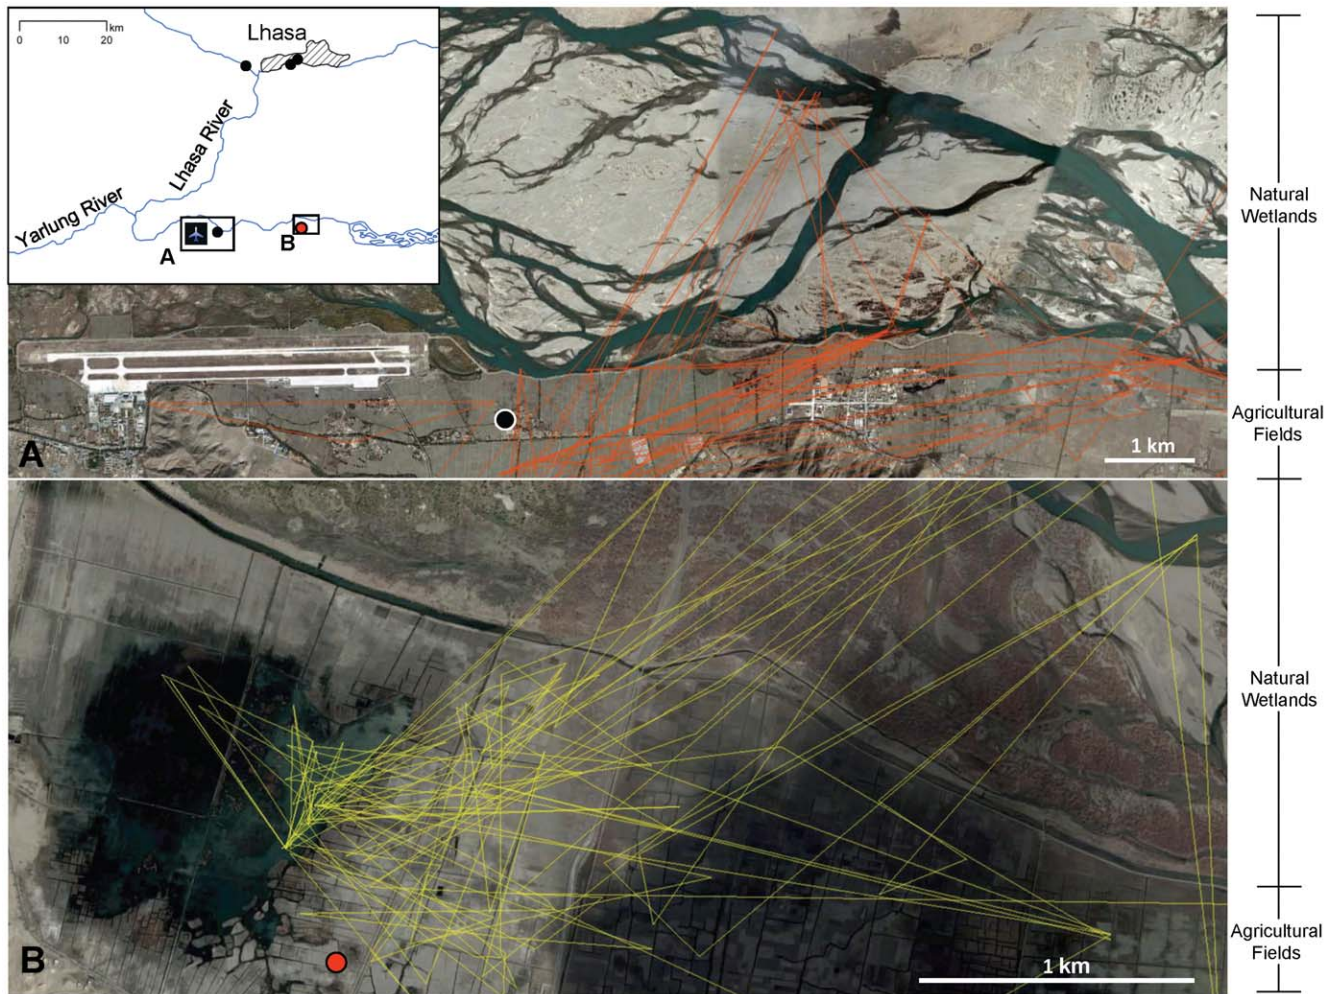 0 10 20 km
Lhasa
Lhasa River
Yarlung River
A
B
Natural
Wetlands
Agricultural
Fields
A
1 km
Natural
Wetlands
Agricultural
Fields
B
1 km